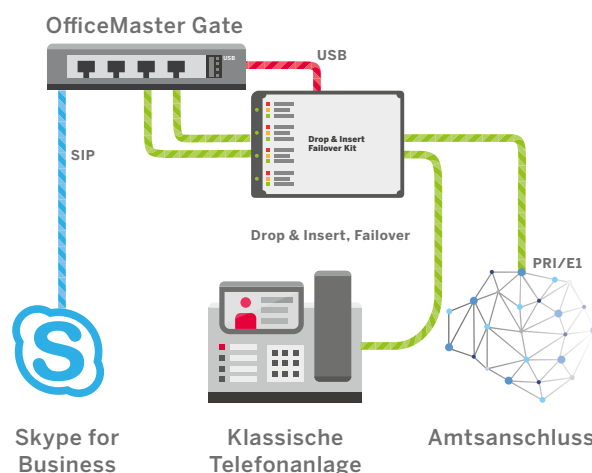 OfficeMaster Gate
USB
USB
SIP
Drop & Insert
Failover Kit
Drop & Insert, Failover
PRI/E1
S
Skype for
Business
Klassische
Telefonanlage
Amtsanschluss